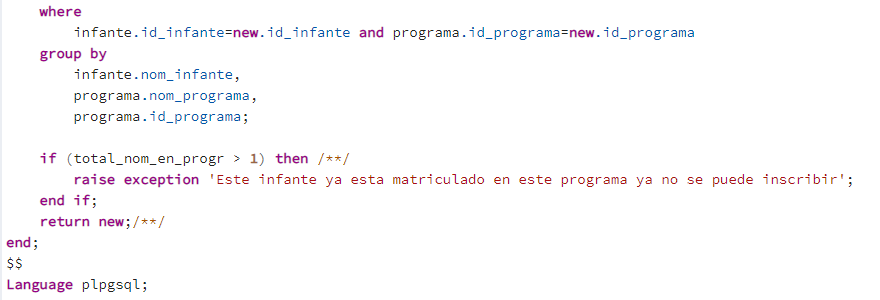 where
infante.id_infante=new.id_infante and programa.id_programa=new.id_programa
group by
infante.nom_infante,
programa.nom_programa,
programa.id_programa;
if (total_nom_en_progr > 1) then /**/
raise exception 'Este infante ya esta matriculado en este programa ya no se puede inscribir';
end if;
return new;/**/
end;
$$
Language plpgsql;